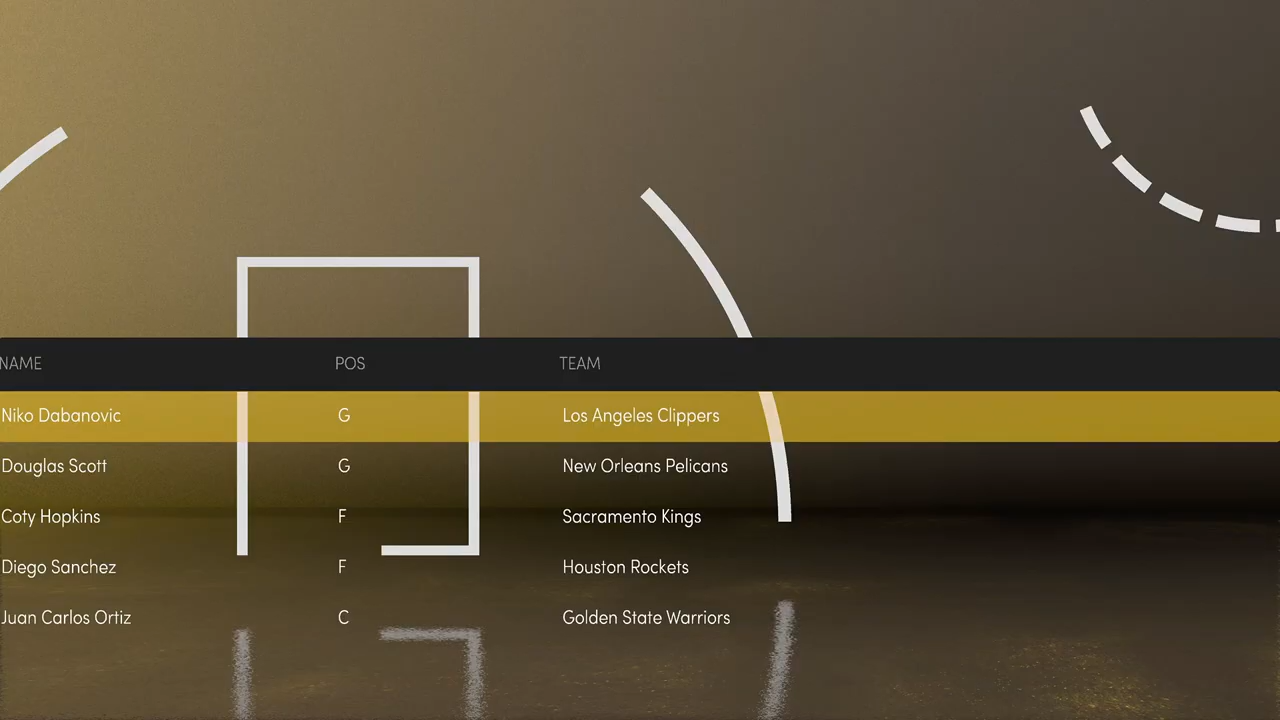 NAME POS TEAM
Niko Dabanovic G Los Angeles Clippers
Douglas Scott G New Orleans Pelicans
Coty Hopkins F Sacramento Kings
Diego Sanchez F Houston Rockets
Juan Carlos Ortiz C Golden State Warriors